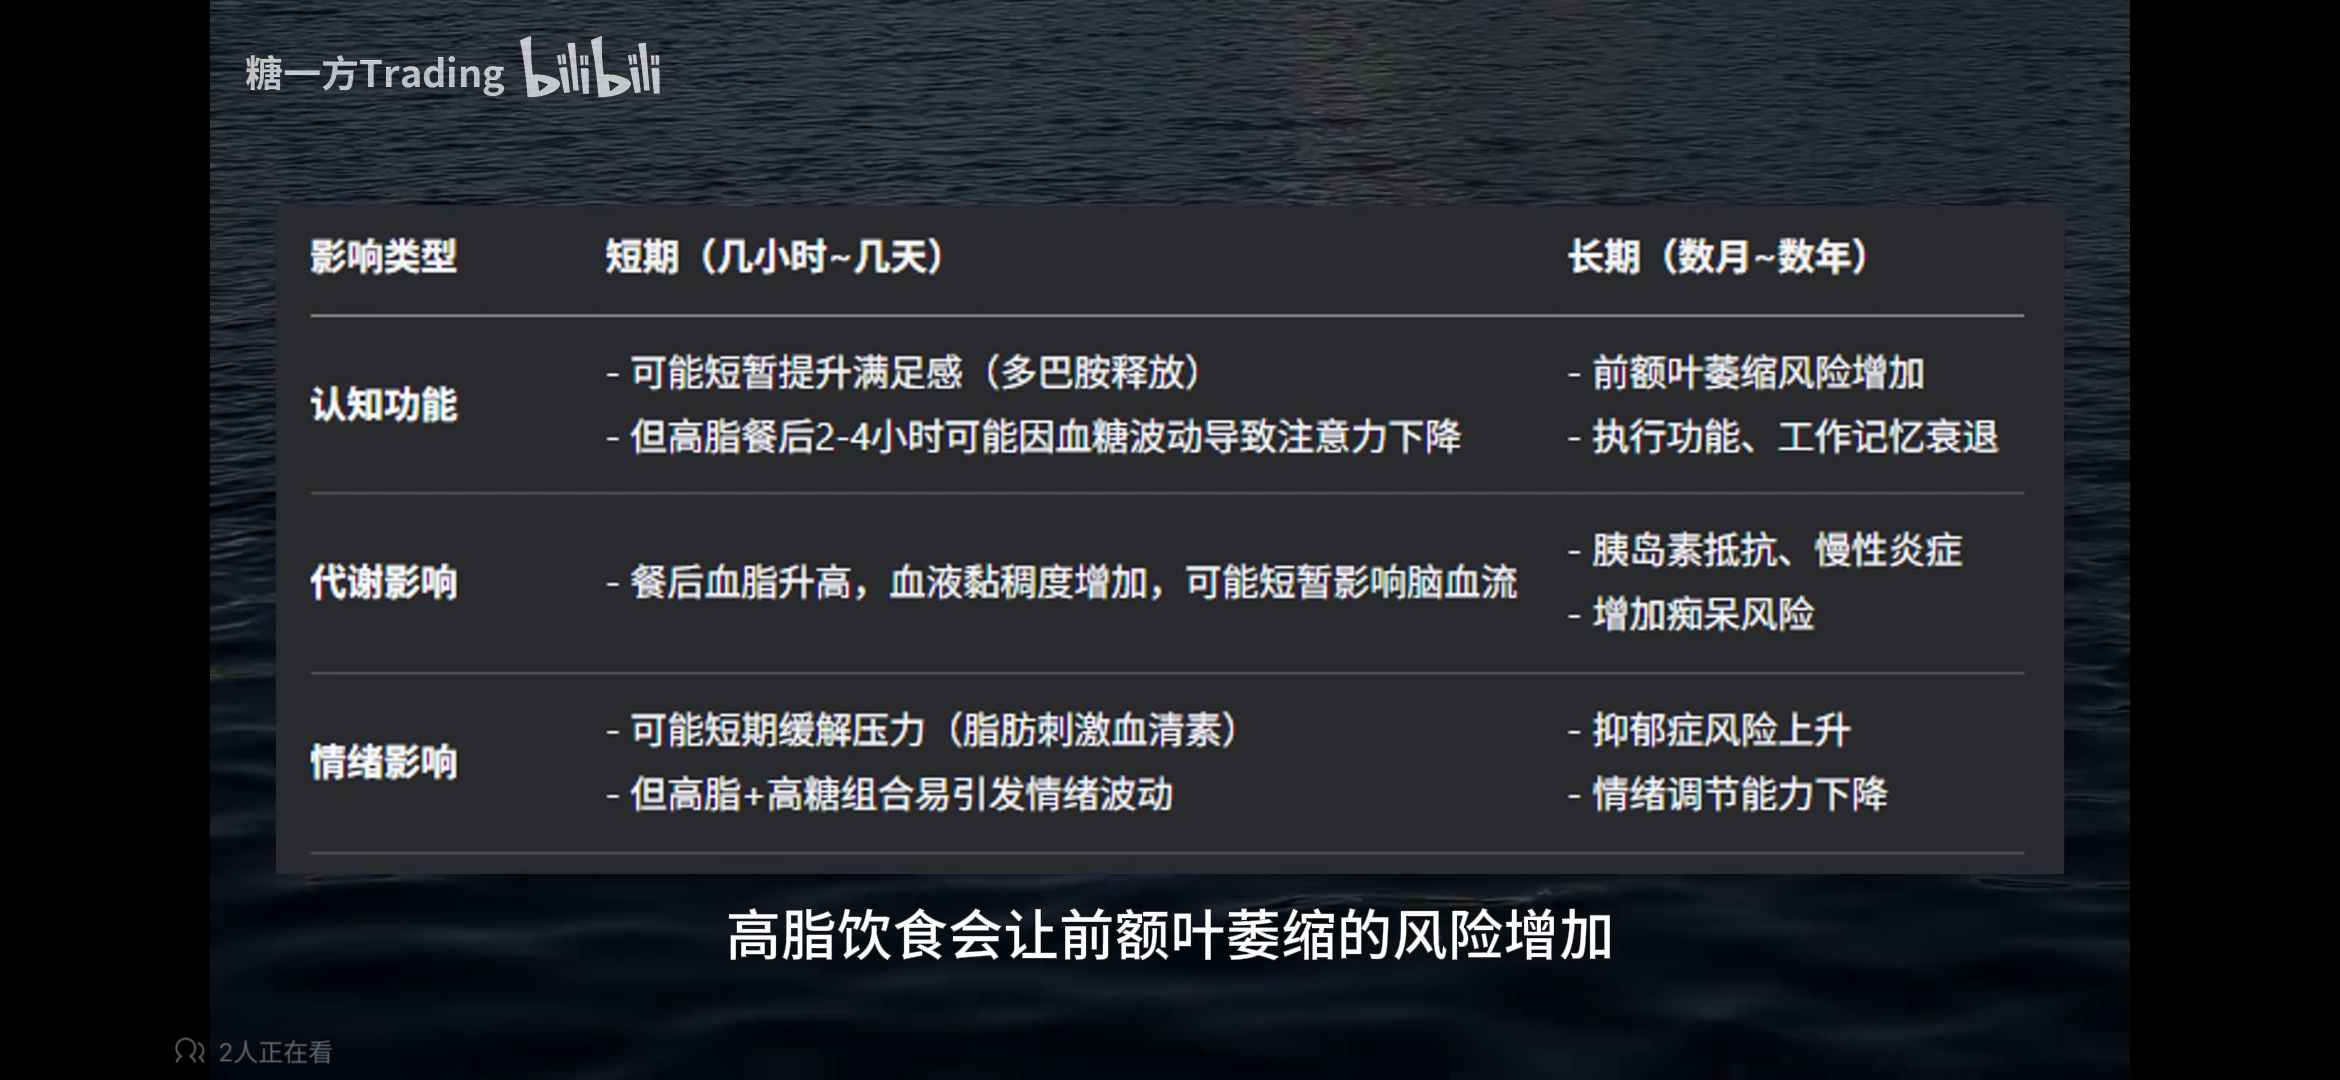 糖一方Trading bilibili
影响类型 短期（几小时~几天） 长期（数月~数年）
认知功能
- 可能短暂提升满足感（多巴胺释放）
- 但高脂餐后2-4小时可能因血糖波动导致注意力下降
- 前额叶萎缩风险增加
- 执行功能、工作记忆衰退
代谢影响
- 餐后血脂升高，血液黏稠度增加，可能短暂影响脑血流
- 胰岛素抵抗、慢性炎症
- 增加痴呆风险
情绪影响
- 可能短期缓解压力（脂肪刺激血清素）
- 但高脂+高糖组合易引发情绪波动
- 抑郁症风险上升
- 情绪调节能力下降
高脂饮食会让前额叶萎缩的风险增加
2人正在看